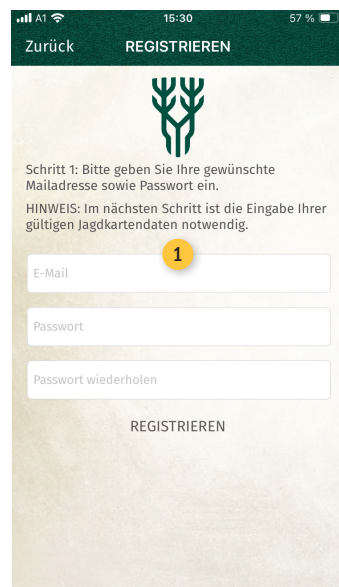 A1 15:30 57 %
Zurück REGISTRIEREN
Schritt 1: Bitte geben Sie Ihre gewünschte
Mailadresse sowie Passwort ein.
HINWEIS: Im nächsten Schritt ist die Eingabe Ihrer
gültigen Jagdkartendaten notwendig.
1
E-Mail
Passwort
Passwort wiederholen
REGISTRIEREN